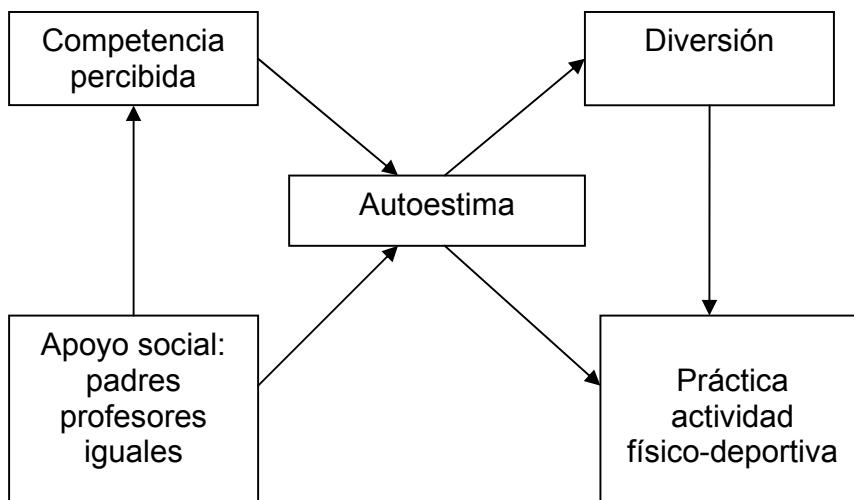 Competencia
percibida
Diversión
Autoestima
Apoyo social:
padres
profesores
iguales
Práctica
actividad
físico-deportiva